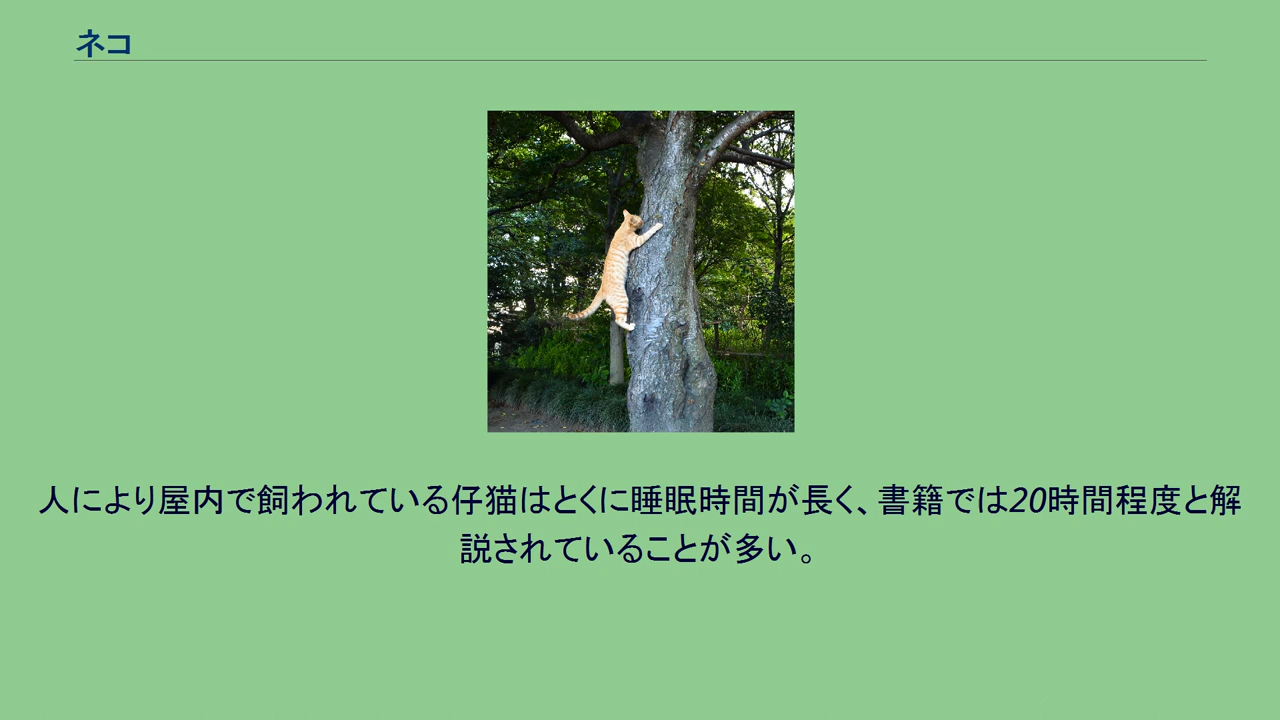 ネコ
人により屋内で飼われている仔猫はとくに睡眠時間が長く、書籍では20時間程度と解
説されていることが多い。